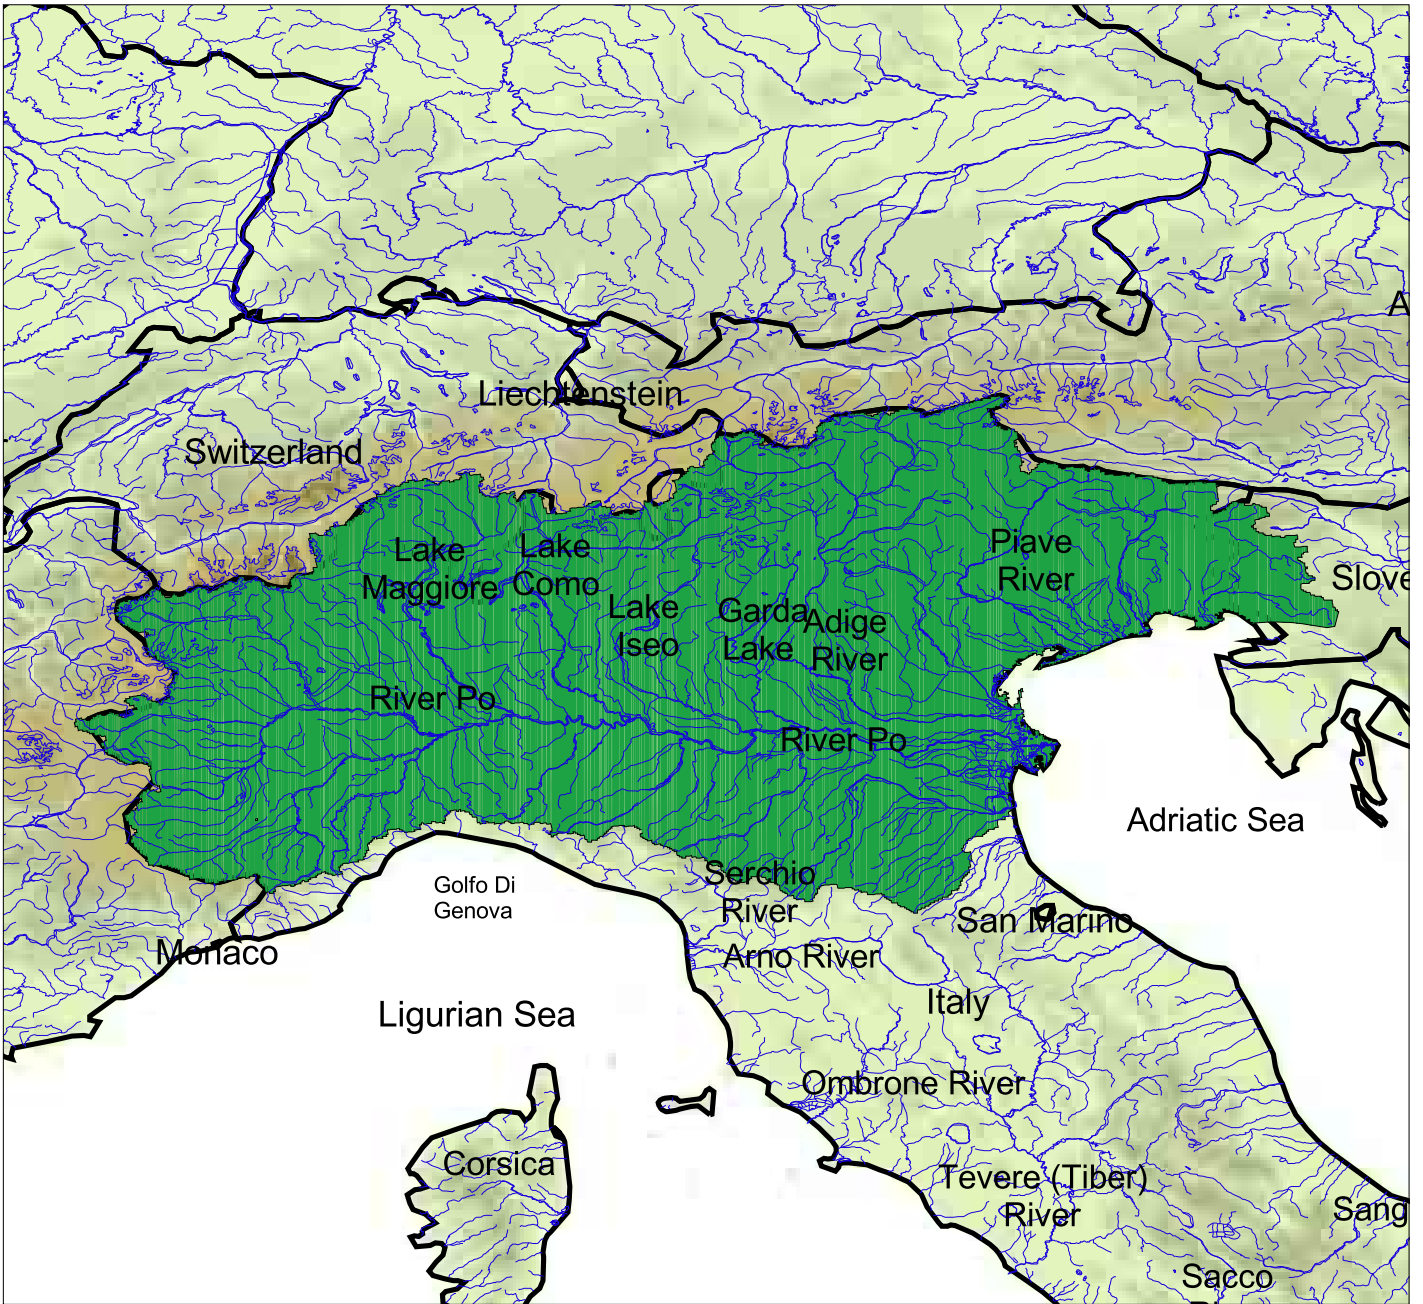 A
Liechtenstein
Switzerland
Lake
Maggiore
Lake
Como
Piave
River
Slove
Lake
Iseo
Garda
Lake
Adige
River
River Po
River Po
Adriatic Sea
Serchio
River
Golfo Di
Genova
San Marino
Monaco
Arno River
Italy
Ligurian Sea
Ombrone River
Corsica
Tevere (Tiber)
River
Sang
Sacco